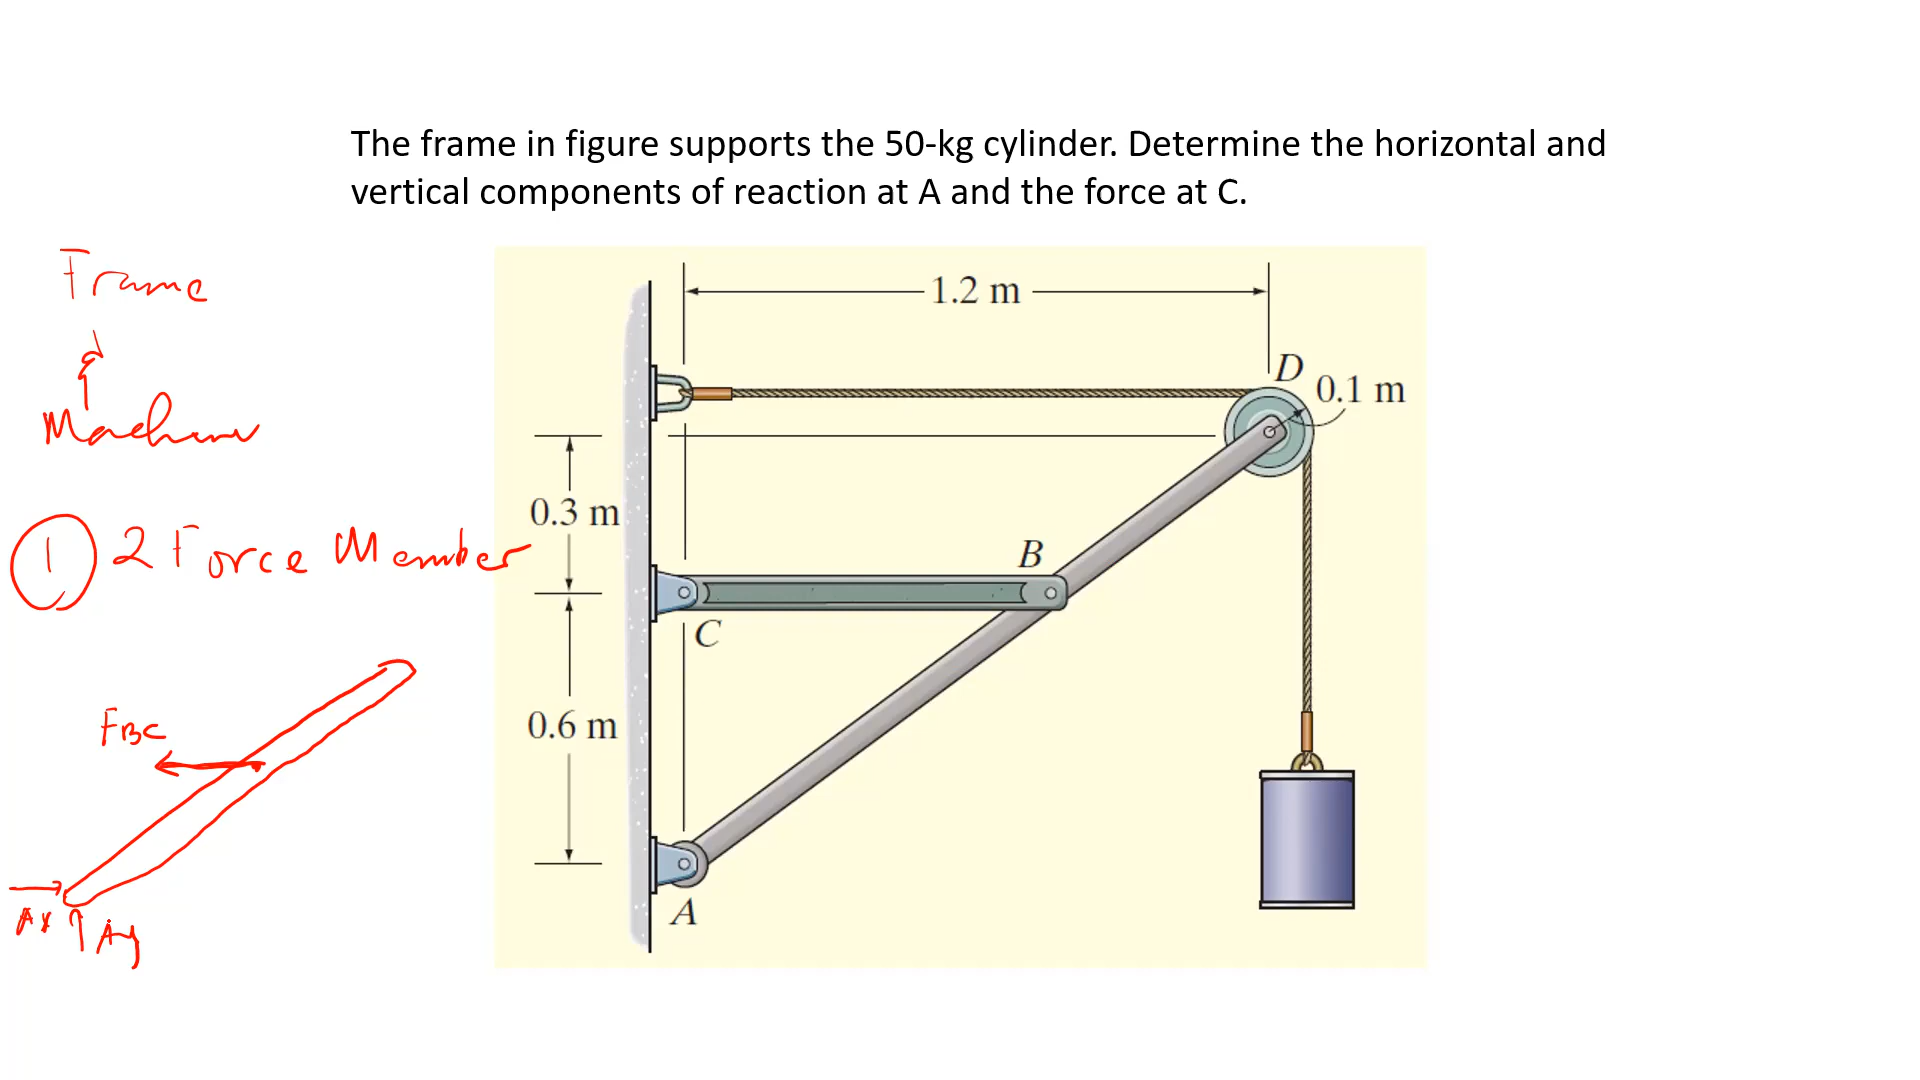 The frame in figure supports the 50-kg cylinder. Determine the horizontal and
vertical components of reaction at A and the force at C.
Frame
Machine
1 2 Force Member
FBC
Ax Ay
1.2 m
D
0.1 m
0.3 m
B
C
0.6 m
A